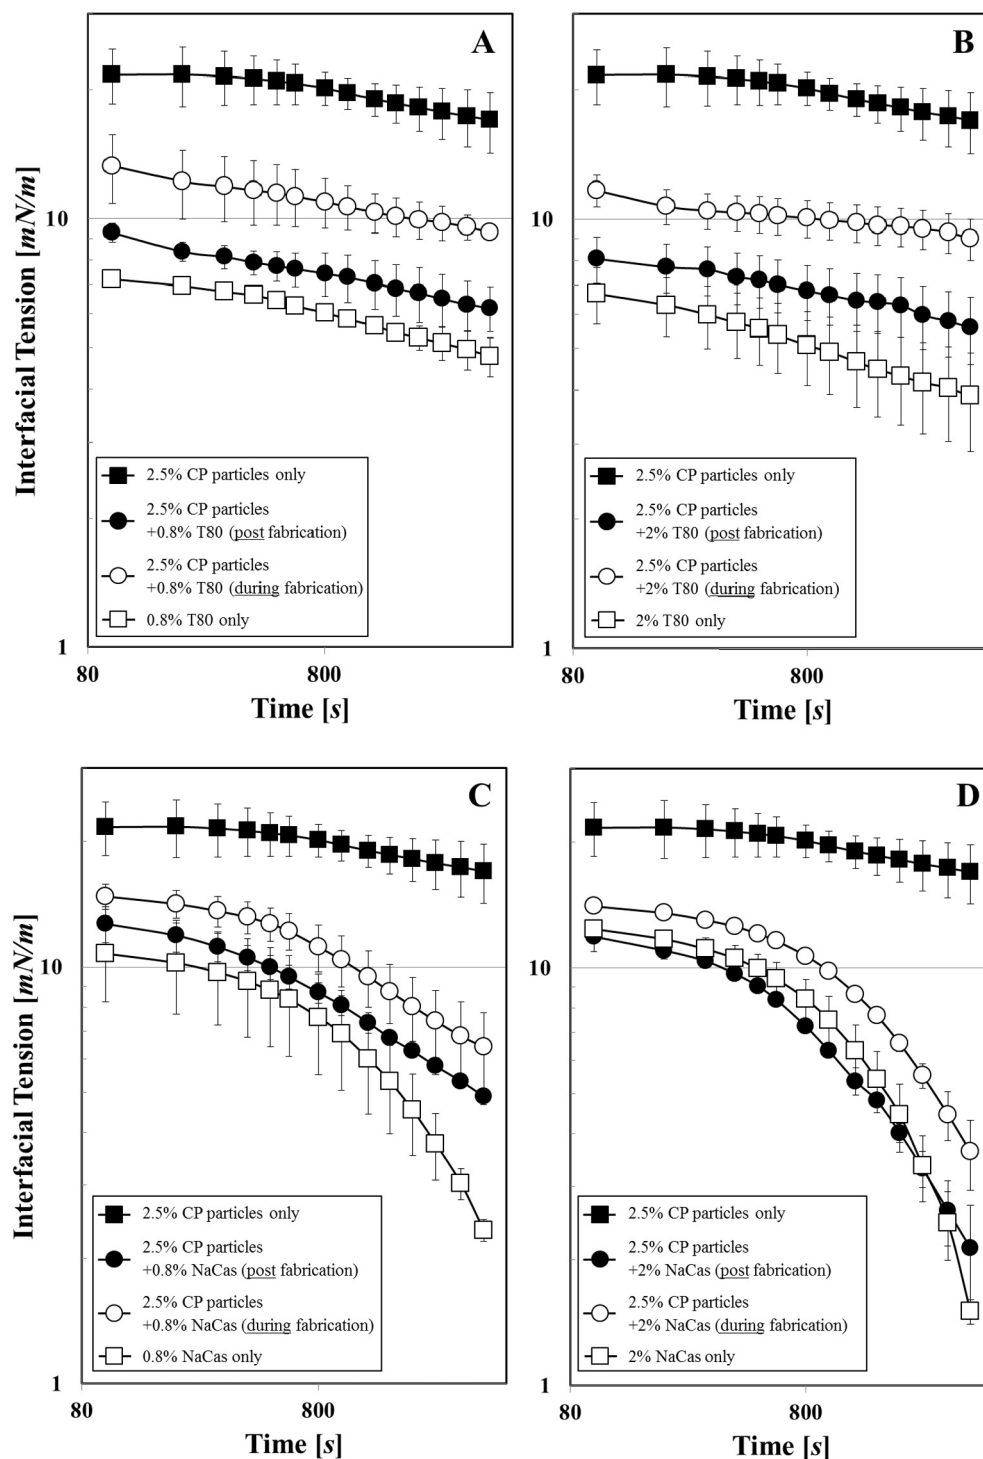 A
Interfacial Tension [mN/m]
10
1
2.5% CP particles only
2.5% CP particles
+0.8% T80 (post fabrication)
2.5% CP particles
+0.8% T80 (during fabrication)
0.8% T80 only
80
800
Time [s]
B
10
1
2.5% CP particles only
2.5% CP particles
+2% T80 (post fabrication)
2.5% CP particles
+2% T80 (during fabrication)
2% T80 only
80
800
Time [s]
C
Interfacial Tension [mN/m]
10
1
2.5% CP particles only
2.5% CP particles
+0.8% NaCas (post fabrication)
2.5% CP particles
+0.8% NaCas (during fabrication)
0.8% NaCas only
80
800
Time [s]
D
10
1
2.5% CP particles only
2.5% CP particles
+2% NaCas (post fabrication)
2.5% CP particles
+2% NaCas (during fabrication)
2% NaCas only
80
800
Time [s]